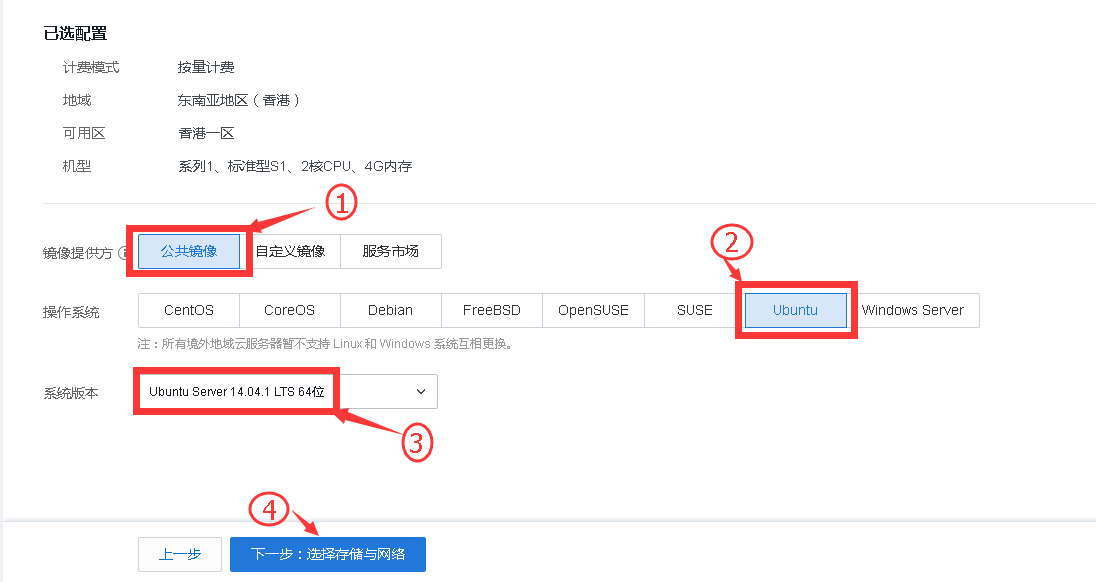 已选配置
计费模式 按量计费
地域 东南亚地区（香港）
可用区 香港一区
机型 系列1、标准型S1、2核CPU、4G内存
①
镜像提供方 公共镜像 自定义镜像 服务市场
②
操作系统 CentOS CoreOS Debian FreeBSD OpenSUSE SUSE Ubuntu Windows Server
注：所有境外地域云服务器暂不支持 Linux 和 Windows 系统互相更换。
系统版本 Ubuntu Server 14.04.1 LTS 64位
③
④
上一步 下一步：选择存储与网络